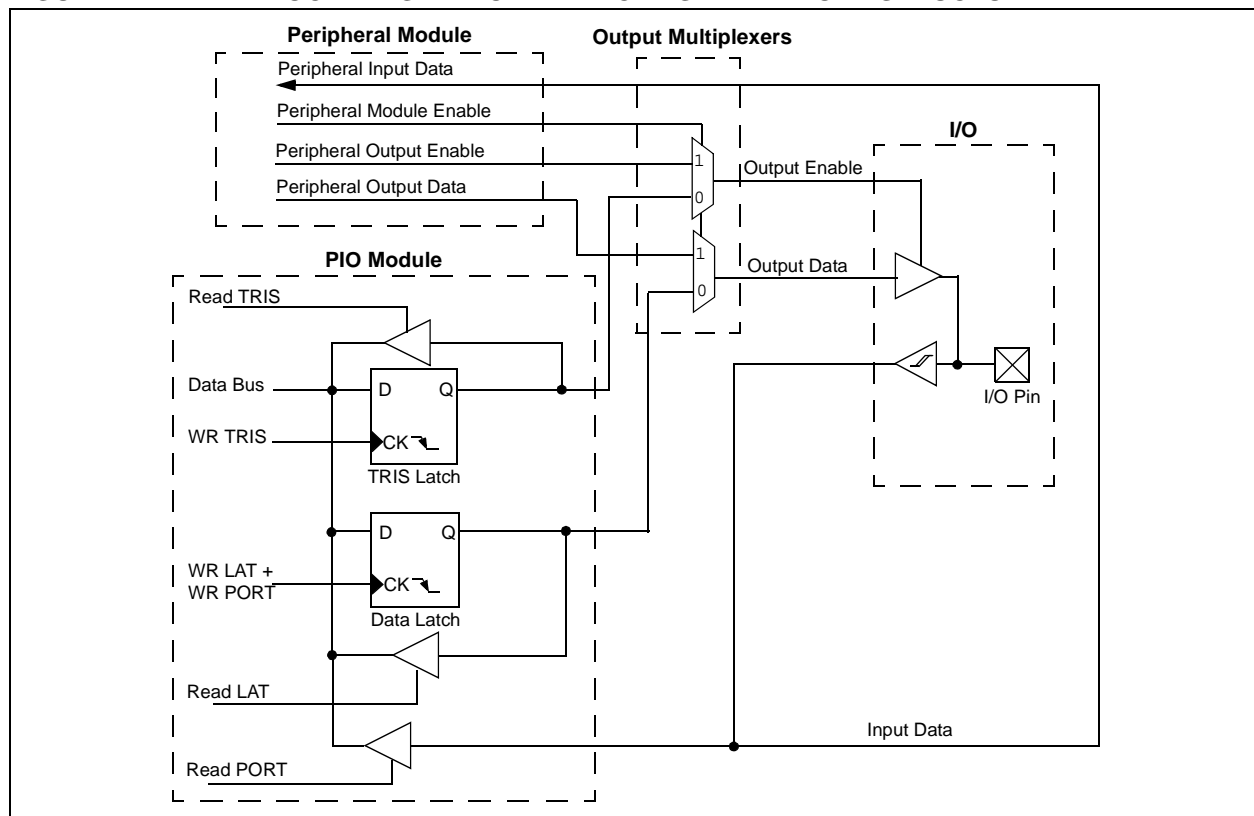 Peripheral Module
Output Multiplexers
Peripheral Input Data
Peripheral Module Enable
I/O
Peripheral Output Enable
1
Output Enable
Peripheral Output Data
0
PIO Module
1
Output Data
Read TRIS
0
Data Bus
D Q
I/O Pin
WR TRIS
CK
TRIS Latch
D Q
WR LAT +
WR PORT
CK
Data Latch
Read LAT
Input Data
Read PORT